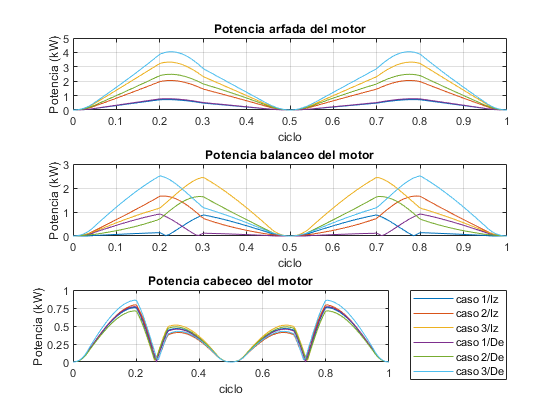 Potencia arfada del motor
5
4
3
2
1
0
Potencia (kW)
0 0.1 0.2 0.3 0.4 0.5 0.6 0.7 0.8 0.9 1
ciclo
Potencia balanceo del motor
3
2
1
0
Potencia (kW)
0 0.1 0.2 0.3 0.4 0.5 0.6 0.7 0.8 0.9 1
ciclo
Potencia cabeceo del motor
1
0.75
0.5
0.25
0
Potencia (kW)
0 0.2 0.4 0.6 0.8 1
ciclo
caso 1/Iz
caso 2/Iz
caso 3/Iz
caso 1/De
caso 2/De
caso 3/De